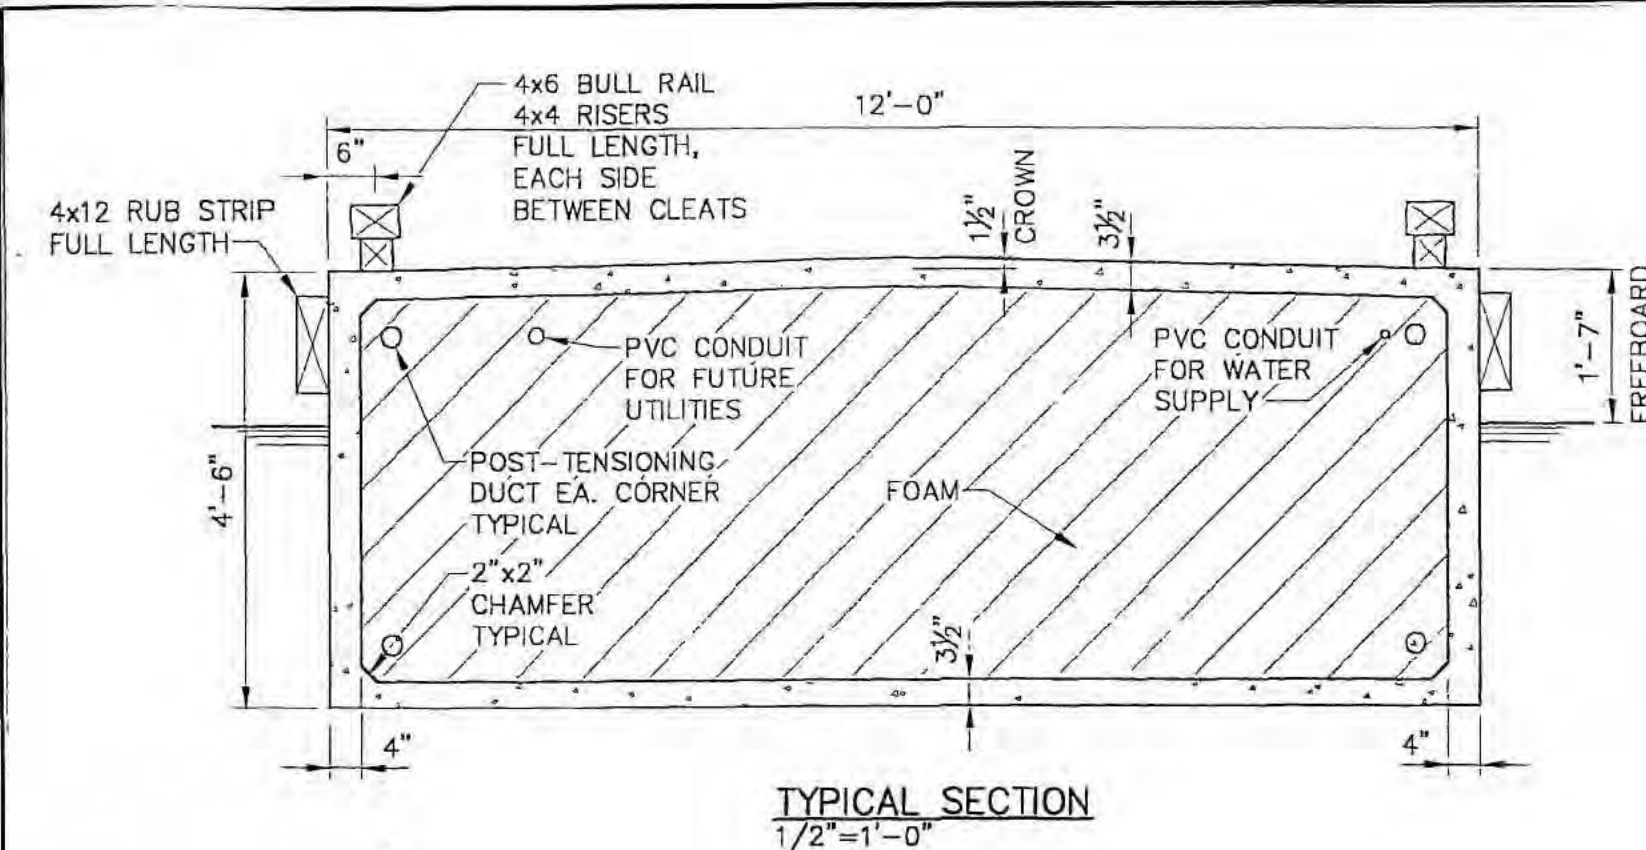 4x6 BULL RAIL
4x4 RISERS
FULL LENGTH,
EACH SIDE
BETWEEN CLEATS
12'-0"
6"
4x12 RUB STRIP
FULL LENGTH
1½"
CROWN
3½"
1'-7"
FREEBOARD
PVC CONDUIT
FOR FUTURE
UTILITIES
PVC CONDUIT
FOR WATER
SUPPLY
4'-6"
POST-TENSIONING
DUCT EA. CORNER
TYPICAL
FOAM
2"x2"
CHAMFER
TYPICAL
3½"
4"
4"
TYPICAL SECTION
1/2"=1'-0"